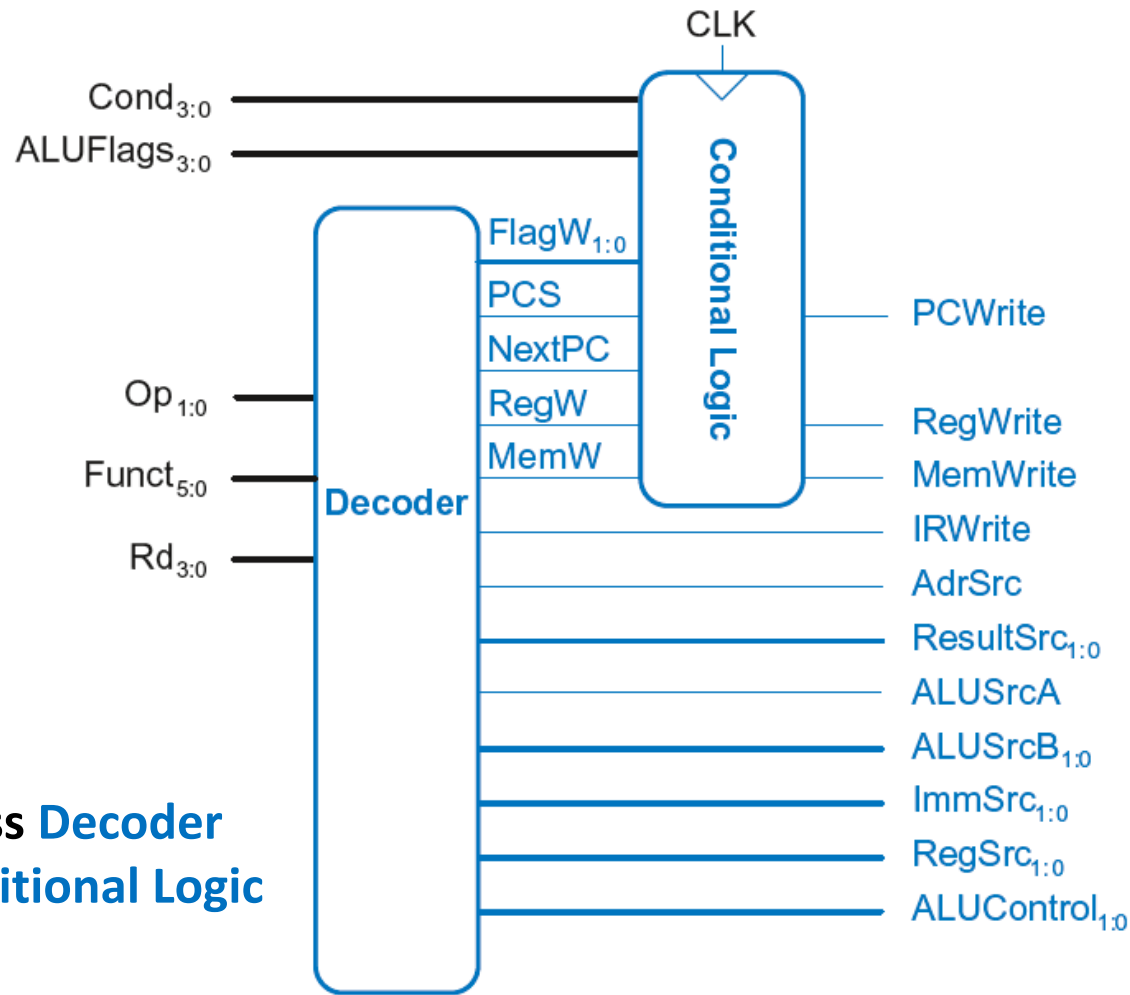 CLK
Cond3:0
ALUFlags3:0
Conditional Logic
FlagW1:0
PCS
PCWrite
NextPC
Op1:0
RegW
RegWrite
Funct5:0
MemW
MemWrite
Decoder
IRWrite
Rd3:0
AdrSrc
ResultSrc1:0
ALUSrcA
ALUSrcB1:0
ImmSrc1:0
RegSrc1:0
ALUControl1:0
Decoder
Logic